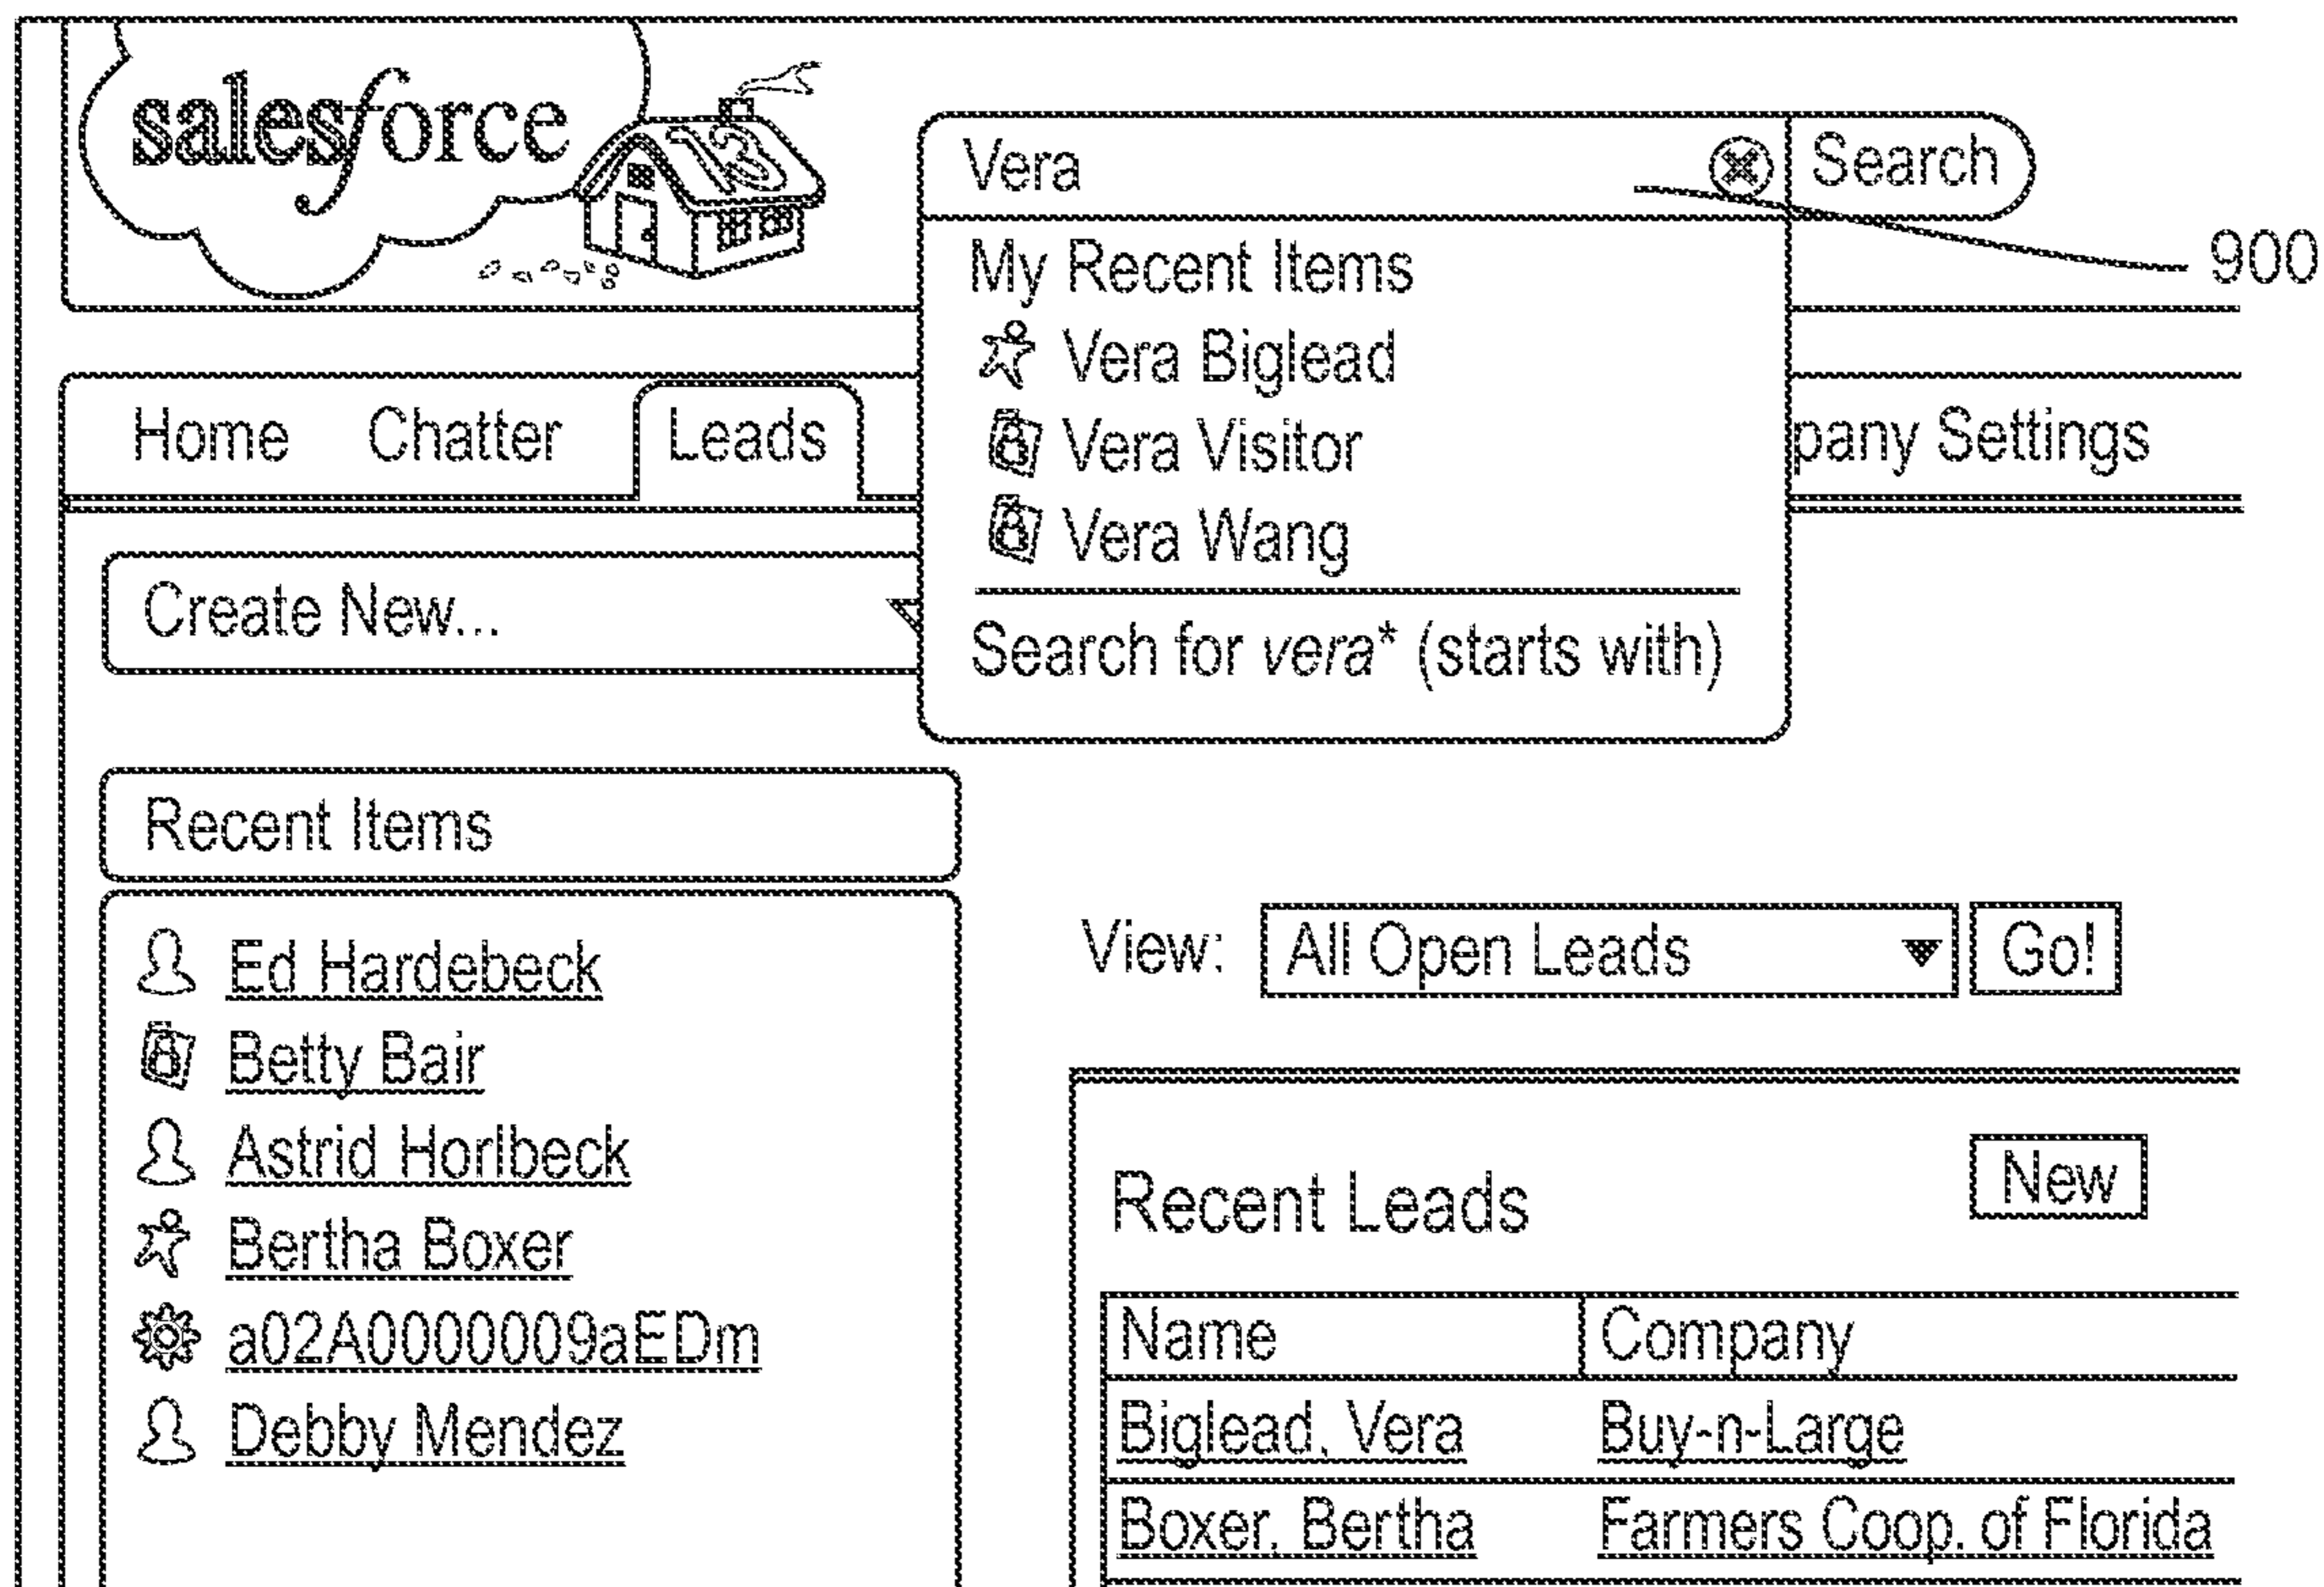 salesforce
13
Vera
Search
900
My Recent Items
Vera Biglead
Vera Visitor
Vera Wang
Search for vera* (starts with)
Home Chatter Leads pany Settings
Create New...
Recent Items
Ed Hardebeck
Betty Bair
Astrid Horlbeck
Bertha Boxer
a02A0000009aEDm
Debby Mendez
View: All Open Leads Go!
Recent Leads New
Name Company
Biglead, Vera Buy-n-Large
Boxer, Bertha Farmers Coop. of Florida